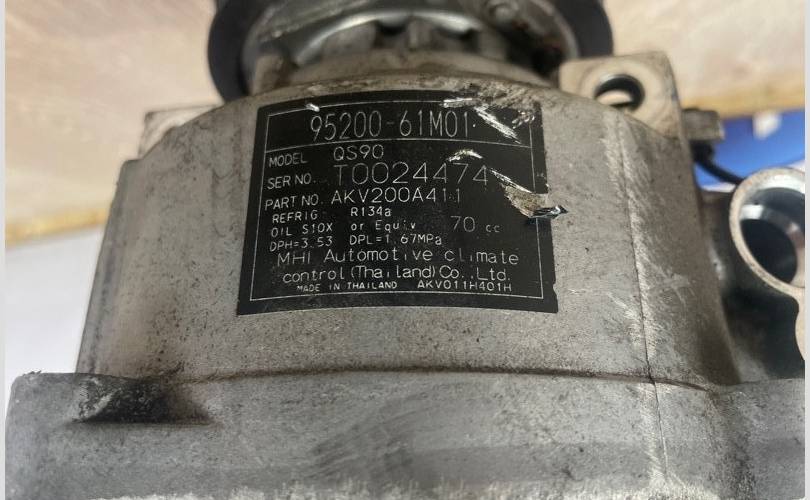 95200-61M01
MODEL QS90
SER NO. T0024474
PART NO. AKV200A411
REFRIG R134a
OIL S10X or Equiv 70 cc
DPH=3.53 DPL=1.67MPa
MHI Automotive climate
control (Thailand) Co.,Ltd.
MADE IN THAILAND AKV011H401H